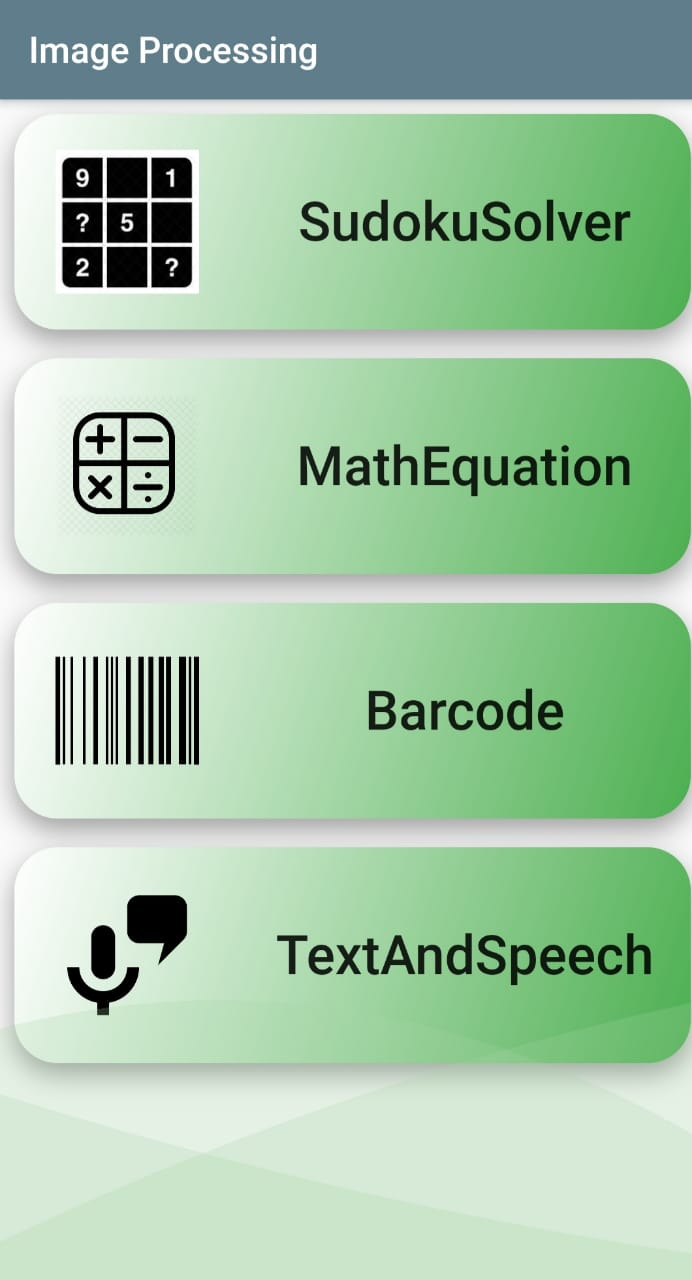 Image Processing
9 1
? 5
2 ?
SudokuSolver
MathEquation
Barcode
TextAndSpeech